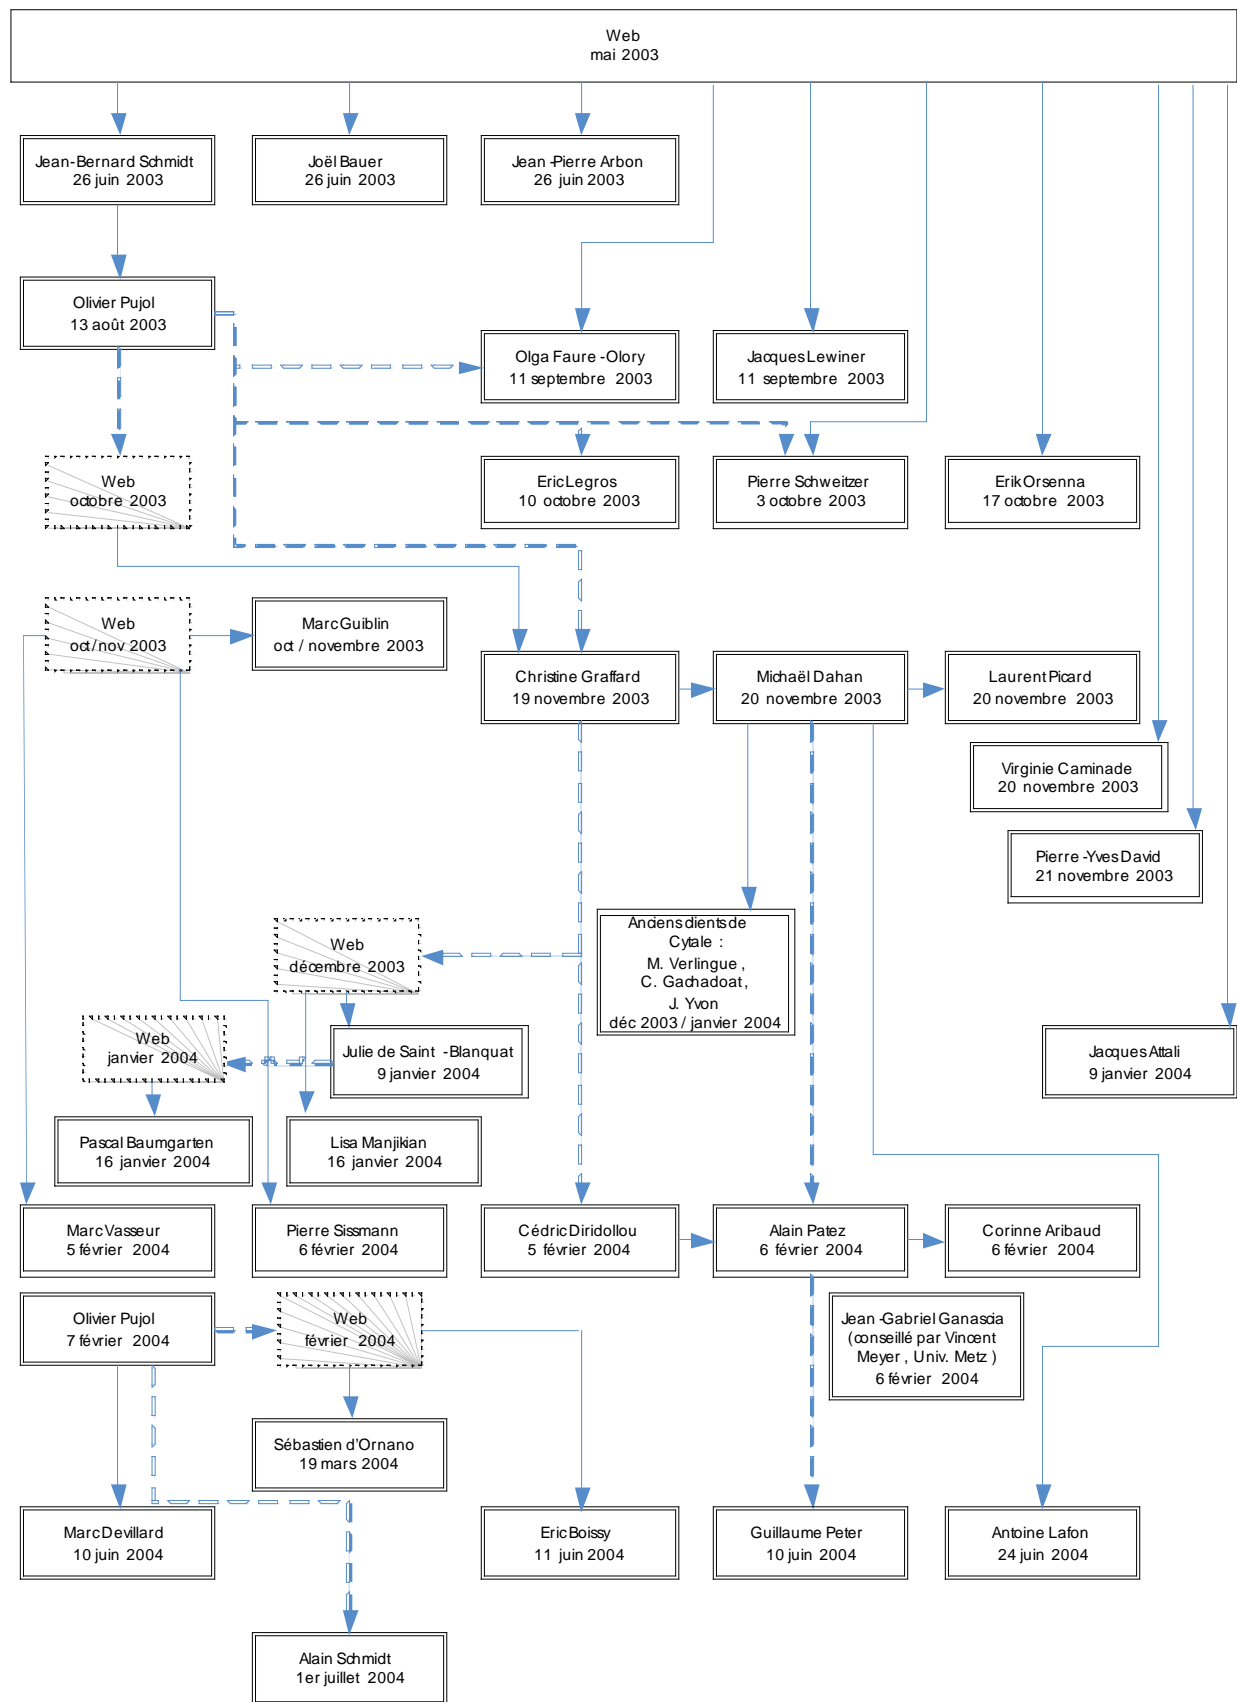 Web
mai 2003
Jean-Bernard Schmidt
26 juin 2003
Joël Bauer
26 juin 2003
Jean-Pierre Arbon
26 juin 2003
Olivier Pujol
13 août 2003
Olga Faure-Olory
11 septembre 2003
Jacques Lewiner
11 septembre 2003
Web
octobre 2003
Eric Legros
10 octobre 2003
Pierre Schweitzer
3 octobre 2003
Erik Orsenna
17 octobre 2003
Web
oct/nov 2003
Marc Guiblin
oct / novembre 2003
Christine Graffard
19 novembre 2003
Michaël Dahan
20 novembre 2003
Laurent Picard
20 novembre 2003
Virginie Caminade
20 novembre 2003
Pierre-Yves David
21 novembre 2003
Web
décembre 2003
Anciens clients de
Cytale :
M. Verlingue,
C. Gachadoat,
J. Yvon
déc 2003 / janvier 2004
Web
janvier 2004
Julie de Saint-Blanquat
9 janvier 2004
Jacques Attali
9 janvier 2004
Pascal Baumgarten
16 janvier 2004
Lisa Manjikian
16 janvier 2004
Marc Vasseur
5 février 2004
Pierre Sissmann
6 février 2004
Cédric Diridollou
5 février 2004
Alain Patez
6 février 2004
Corinne Aribaud
6 février 2004
Olivier Pujol
7 février 2004
Web
février 2004
Jean-Gabriel Ganascia
(conseillé par Vincent
Meyer, Univ. Metz)
6 février 2004
Sébastien d'Ornano
19 mars 2004
Marc Devillard
10 juin 2004
Eric Boissy
11 juin 2004
Guillaume Peter
10 juin 2004
Antoine Lafon
24 juin 2004
Alain Schmidt
1er juillet 2004